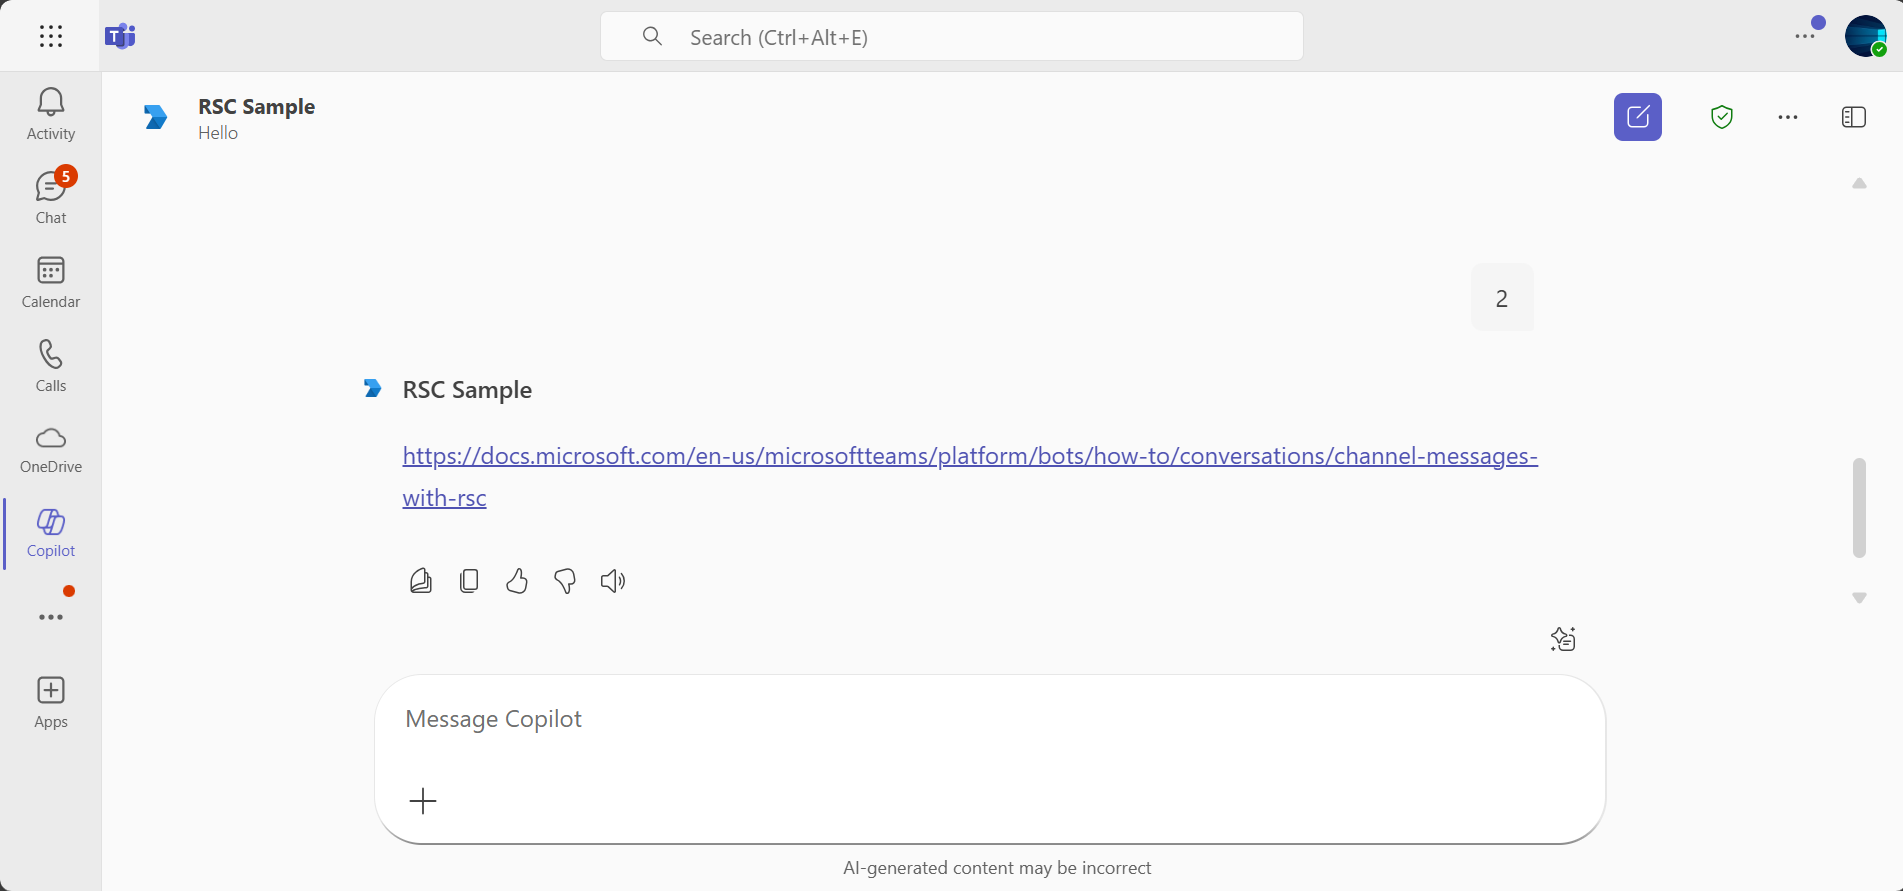 Search (Ctrl+Alt+E)
RSC Sample
Hello
Activity
5
Chat
Calendar
Calls
OneDrive
Copilot
Apps
2
RSC Sample
https://docs.microsoft.com/en-us/microsoftteams/platform/bots/how-to/conversations/channel-messages-
with-rsc
Message Copilot
AI-generated content may be incorrect